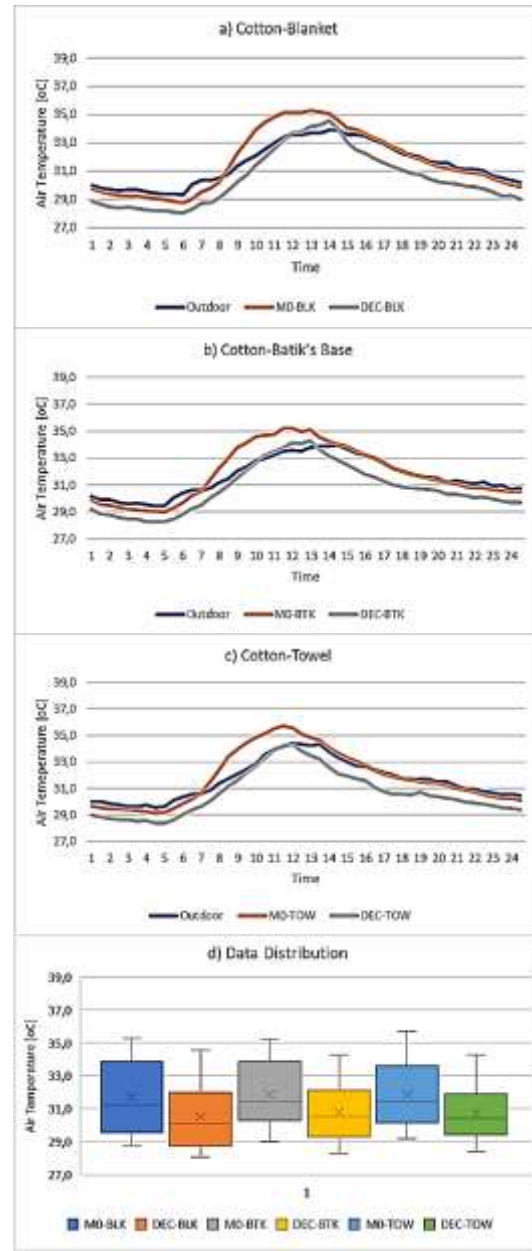 a) Cotton-Blanket
39,0
37,0
35,0
33,0
31,0
29,0
27,0
Air Temperature [oC]
1 2 3 4 5 6 7 8 9 10 11 12 13 14 15 16 17 18 19 20 21 22 23 24
Time
Outdoor M0-BLK DEC-BLK
b) Cotton-Batik's Base
39,0
37,0
35,0
33,0
31,0
29,0
27,0
Air Temperature [oC]
1 2 3 4 5 6 7 8 9 10 11 12 13 14 15 16 17 18 19 20 21 22 23 24
Time
Outdoor M0-BTK DEC-BTK
c) Cotton-Towel
39,0
37,0
35,0
33,0
31,0
29,0
27,0
Air Temeperature [oC]
1 2 3 4 5 6 7 8 9 10 11 12 13 14 15 16 17 18 19 20 21 22 23 24
Time
Outdoor M0-TOW DEC-TOW
d) Data Distribution
39,0
37,0
35,0
33,0
31,0
29,0
27,0
Air Temperature [oC]
1
M0-BLK DEC-BLK M0-BTK DEC-BTK M0-TOW DEC-TOW